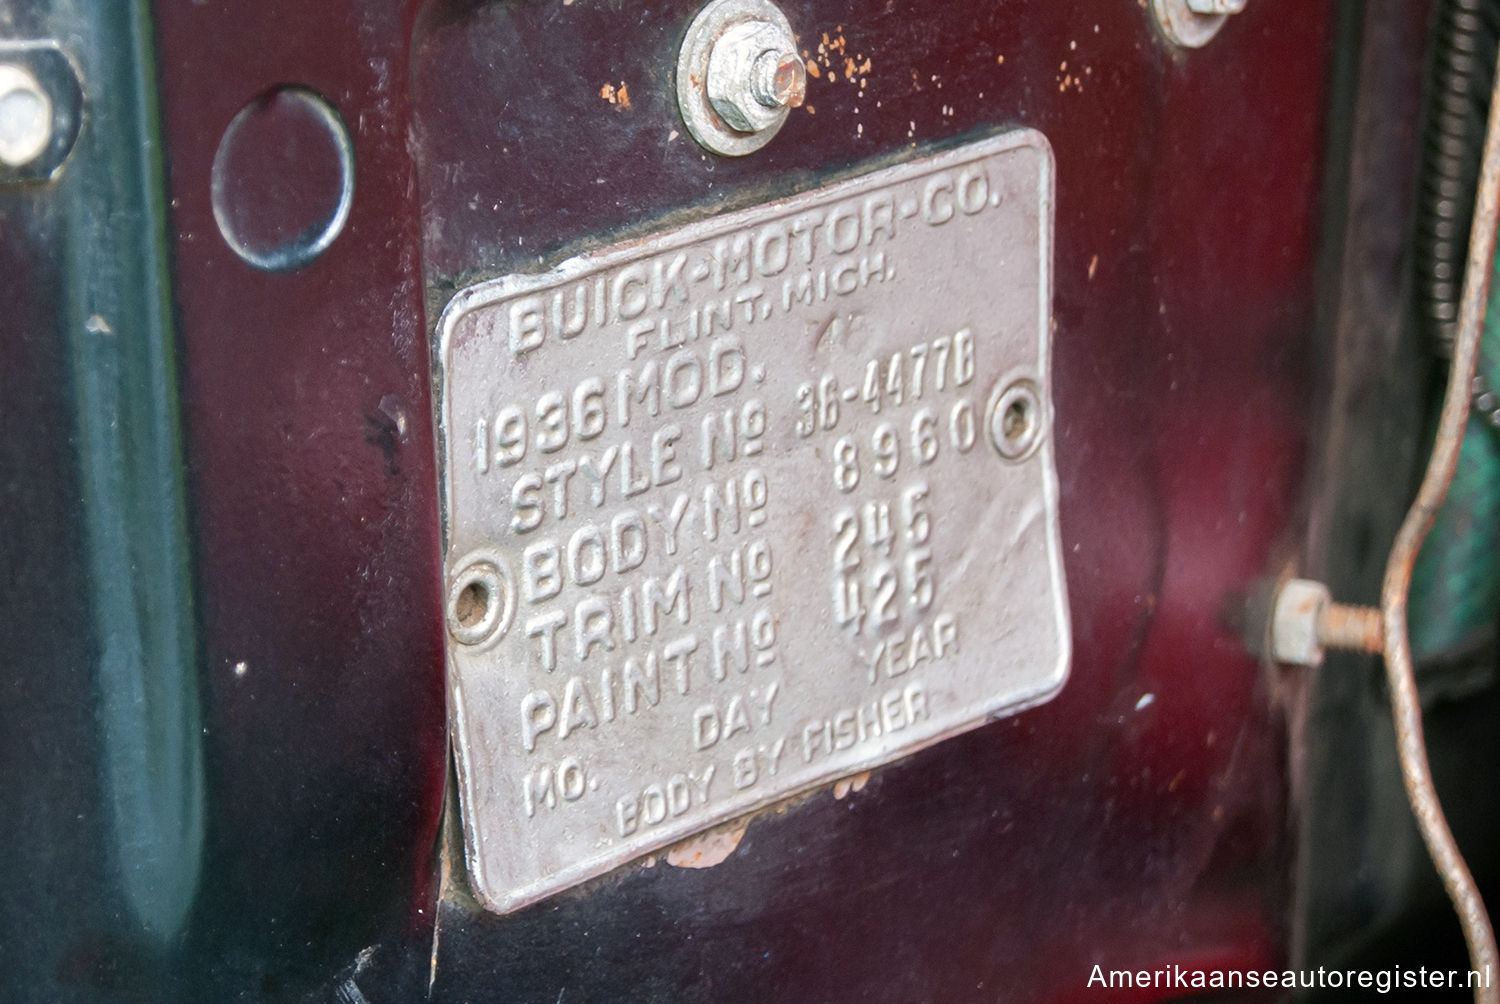 BUICK-MOTOR-CO.
FLINT, MICH.
1936 MOD.
STYLE Nº 36-4477B
BODY Nº 8960
TRIM Nº 245
PAINT Nº 425
MO. DAY YEAR
BODY BY FISHER
Amerikaanseautoregister.nl